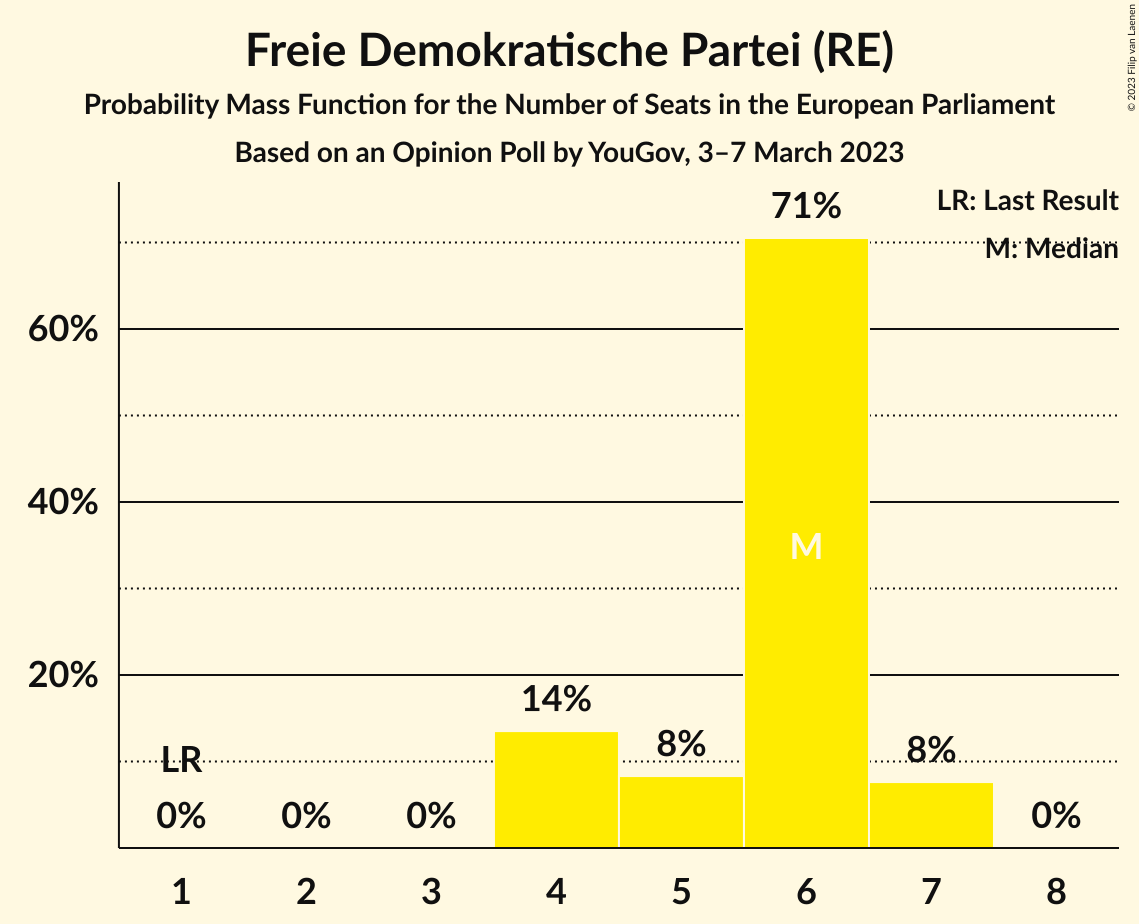 Freie Demokratische Partei (RE)
Probability Mass Function for the Number of Seats in the European Parliament
Based on an Opinion Poll by YouGov, 3–7 March 2023
© 2023 Filip van Laenen
LR: Last Result
M: Median
71%
60%
40%
M
20%
14%
8%
8%
LR
0%
0%
0%
0%
1 2 3 4 5 6 7 8